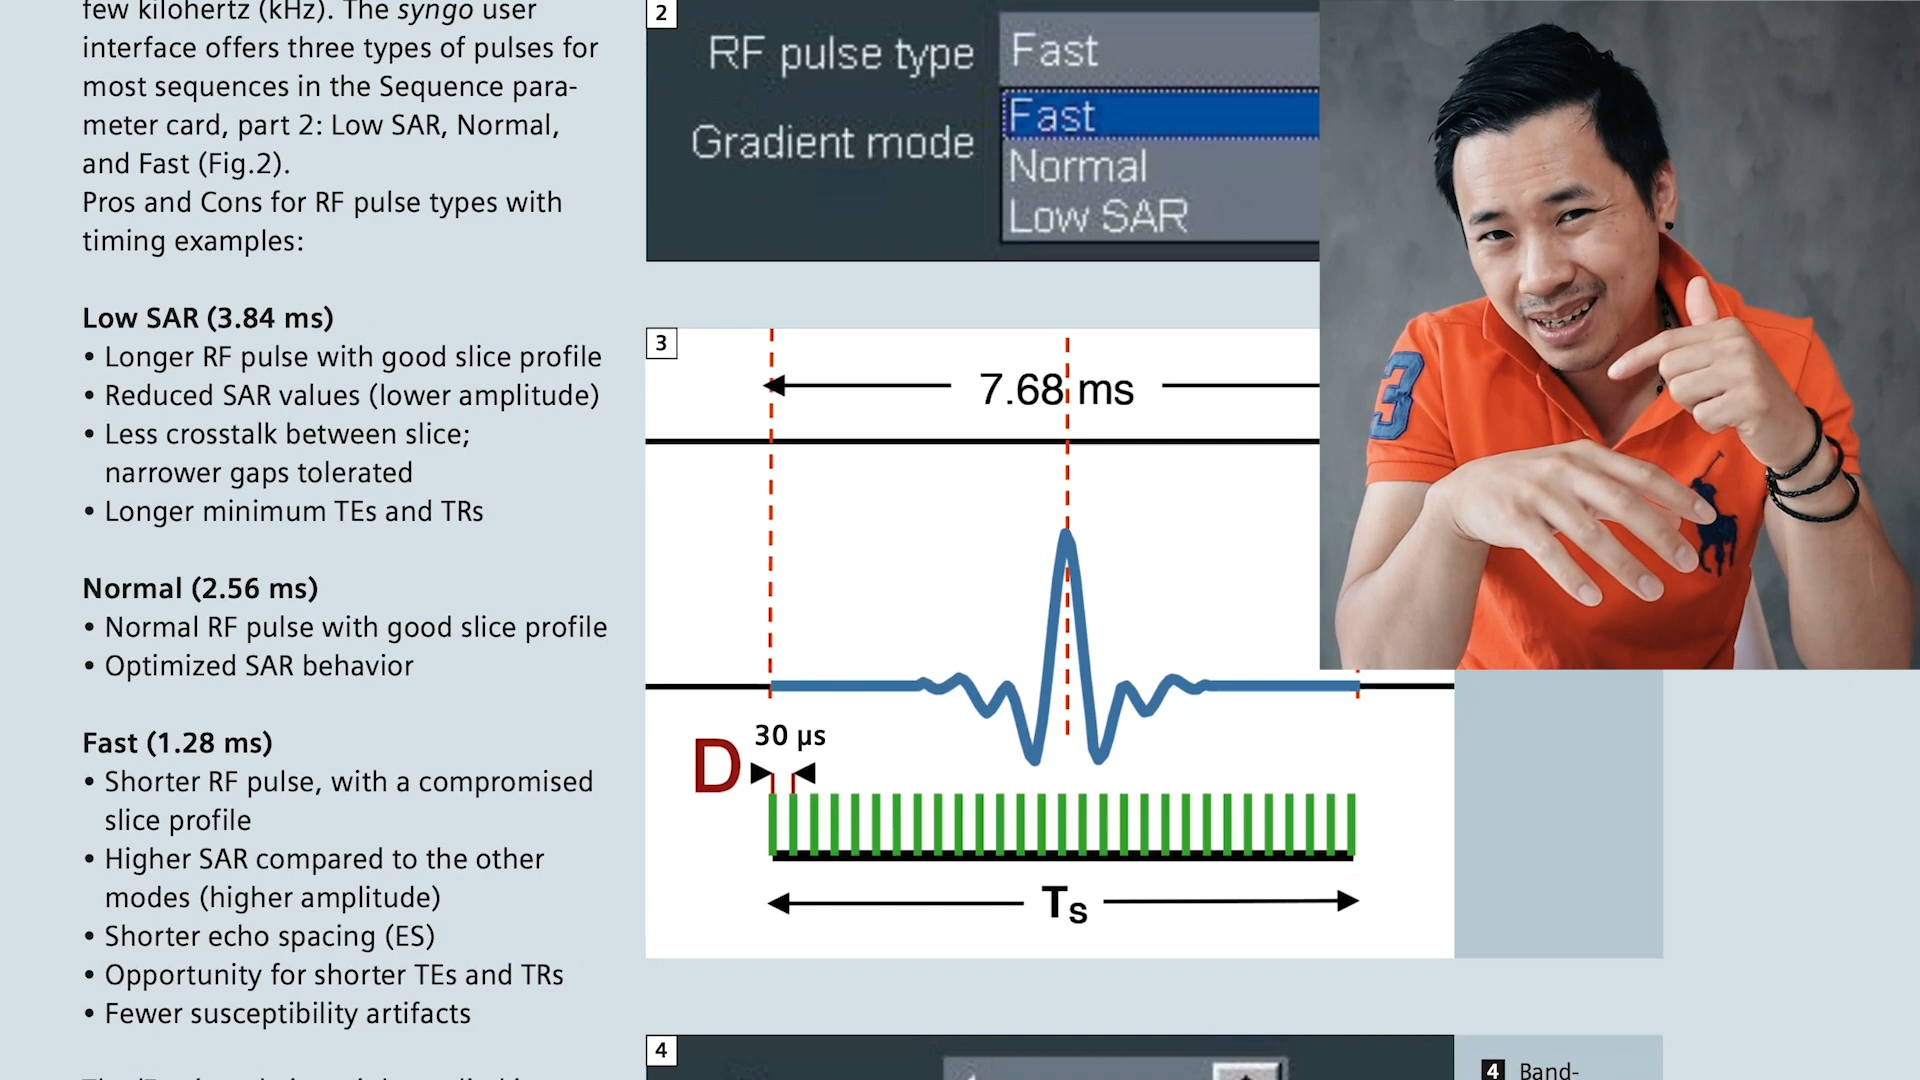 few kilohertz (kHz). The syngo user
interface offers three types of pulses for
most sequences in the Sequence para-
meter card, part 2: Low SAR, Normal,
and Fast (Fig.2).
Pros and Cons for RF pulse types with
timing examples:
Low SAR (3.84 ms)
• Longer RF pulse with good slice profile
• Reduced SAR values (lower amplitude)
• Less crosstalk between slice;
narrower gaps tolerated
• Longer minimum TEs and TRs
Normal (2.56 ms)
• Normal RF pulse with good slice profile
• Optimized SAR behavior
Fast (1.28 ms)
• Shorter RF pulse, with a compromised
slice profile
• Higher SAR compared to the other
modes (higher amplitude)
• Shorter echo spacing (ES)
• Opportunity for shorter TEs and TRs
• Fewer susceptibility artifacts
2
RF pulse type Fast
Fast
Gradient mode
Normal
Low SAR
3
7.68 ms
30 µs
D
Ts
4
4 Band-
3